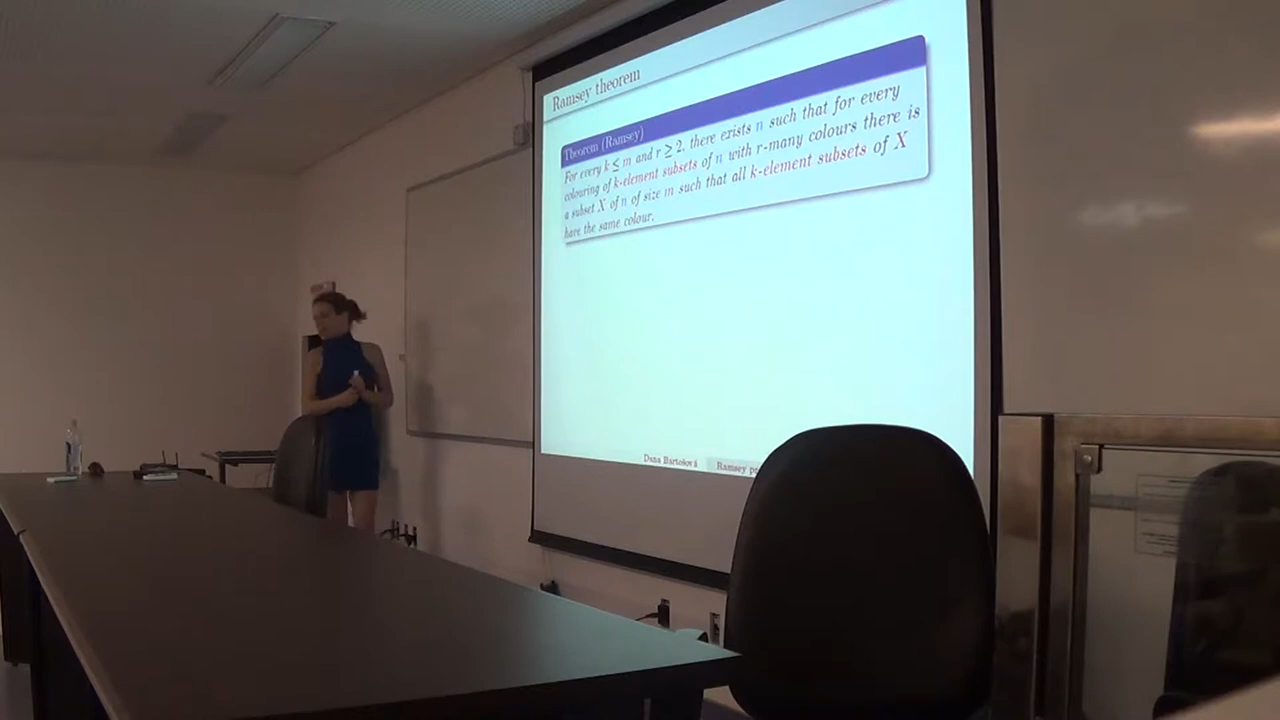 Ramsey theorem
Theorem (Ramsey)
For every k ≤ m and r ≥ 2, there exists n such that for every
colouring of k-element subsets of n with r-many colours there is
a subset X of n of size m such that all k-element subsets of X
have the same colour.
Dana Bartošová Ramsey